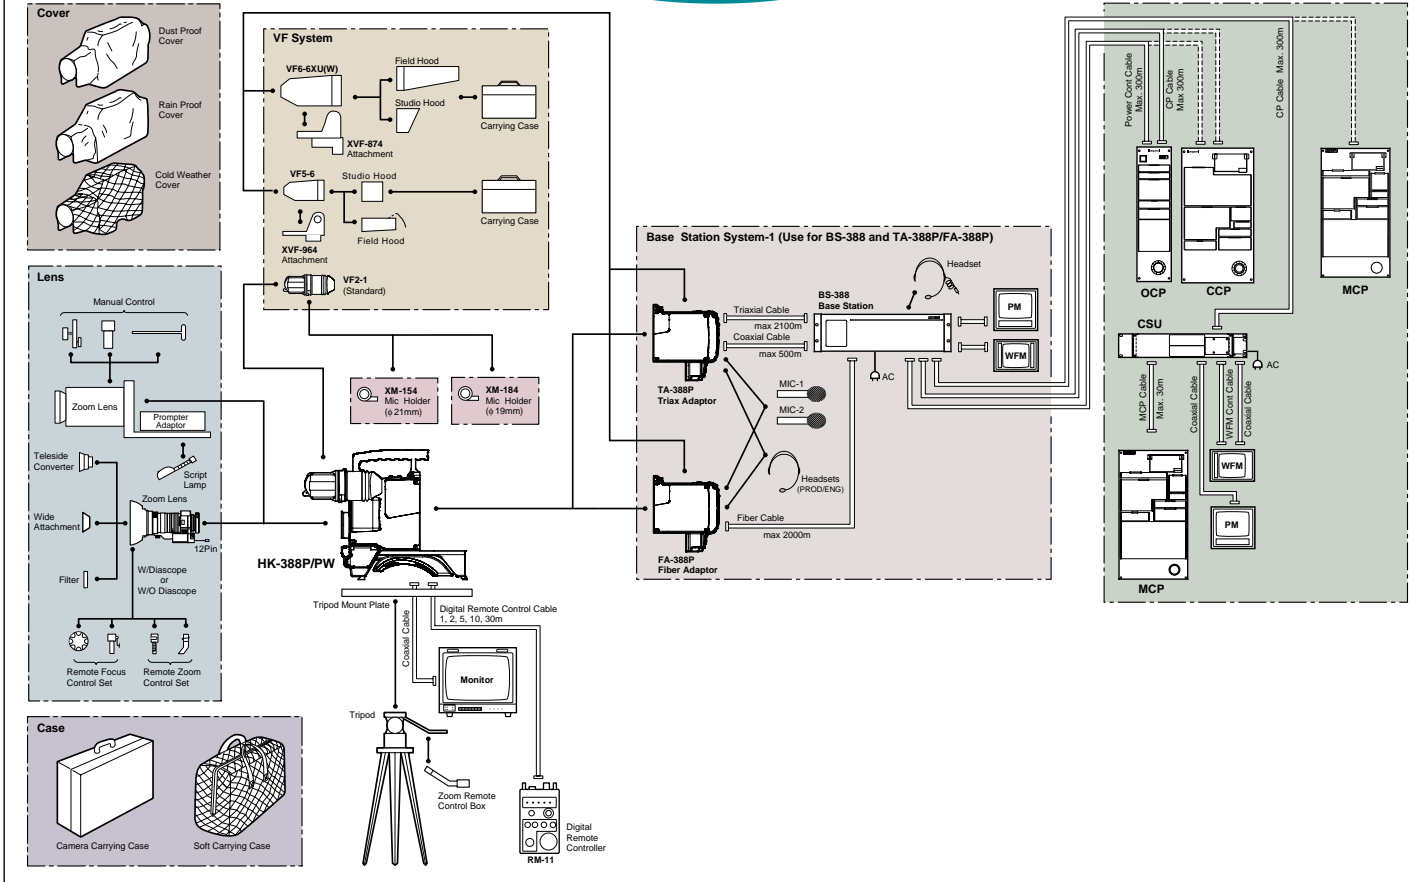 Cover
Dust Proof
Cover
Rain Proof
Cover
Cold Weather
Cover
VF System
VF6-6XU(W)
Field Hood
Studio Hood
Carrying Case
XVF-874
Attachment
VF5-6
Studio Hood
Carrying Case
Field Hood
XVF-964
Attachment
VF2-1
(Standard)
XM-154
Mic Holder
(φ21mm)
XM-184
Mic Holder
(φ19mm)
Lens
Manual Control
Zoom Lens
Prompter
Adaptor
Teleside
Converter
Script
Lamp
Zoom Lens
Wide
Attachment
12Pin
Filter
W/Diascope
or
W/O Diascope
Remote Focus
Control Set
Remote Zoom
Control Set
HK-388P/PW
Tripod Mount Plate
Coaxial Cable
Digital Remote Control Cable
1, 2, 5, 10, 30m
Monitor
Tripod
Zoom Remote
Control Box
Digital
Remote
Controller
RM-11
Case
Camera Carrying Case
Soft Carrying Case
Base Station System-1 (Use for BS-388 and TA-388P/FA-388P)
Headset
BS-388
Base Station
Triaxial Cable
max 2100m
Coaxial Cable
max 500m
PM
WFM
AC
TA-388P
Triax Adaptor
MIC-1
MIC-2
Headsets
(PROD/ENG)
Fiber Cable
max 2000m
FA-388P
Fiber Adaptor
Power Cont Cable
Max. 300m
CP Cable
Max 300m
CP Cable Max. 300m
OCP
CCP
MCP
CSU
AC
MCP Cable
Max. 30m
Coaxial Cable
WFM Cont Cable
Coaxial Cable
WFM
PM
MCP